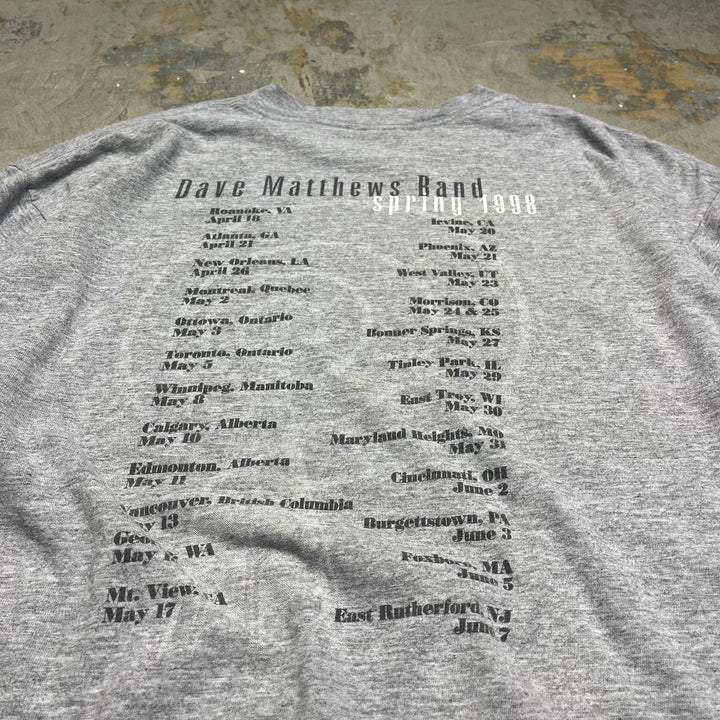 Dave Matthews Band
spring 1998
Roanoke, VA
April 18
Atlanta, GA
April 21
New Orleans, LA
April 26
Montreal, Quebec
May 2
Ottowa, Ontario
May 3
Toronto, Ontario
May 5
Winnipeg, Manitoba
May 8
Calgary, Alberta
May 10
Edmonton, Alberta
May 11
Vancouver, British Columbia
13
WA
Mt. View,
May 17
Irvine, CA
May 20
Phoenix, AZ
May 21
West Valley, UT
May 23
Morrison, CO
May 24 & 25
Bonner Springs, KS
May 27
Tinley Park, IL
May 29
East Troy, WI
May 30
Maryland Heights, MO
May 31
Cincinnati, OH
June 2
Burgettstown, PA
June 3
Foxboro, MA
June 5
East Rutherford, NJ
June 7